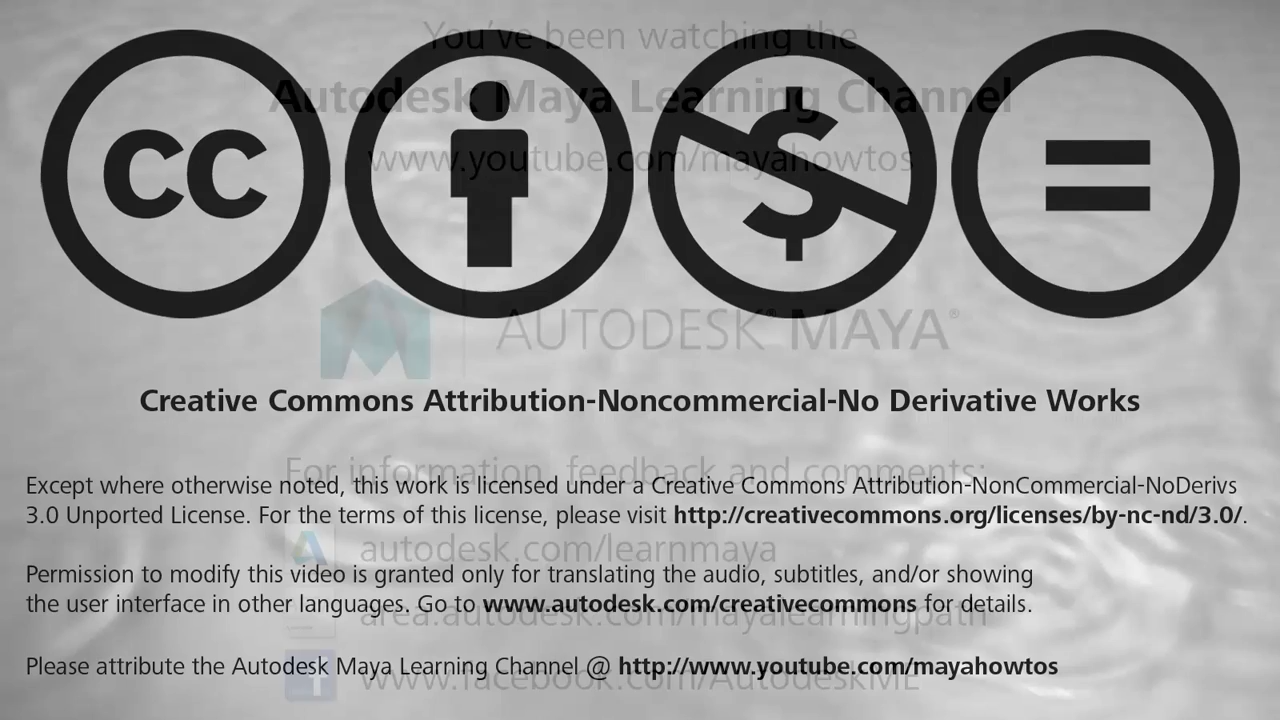 You've been watching the
Autodesk Maya Learning Channel
www.youtube.com/mayahowtos
cc
$
=
AUTODESK® MAYA®
Creative Commons Attribution-Noncommercial-No Derivative Works
For information, feedback and comments:
Except where otherwise noted, this work is licensed under a Creative Commons Attribution-NonCommercial-NoDerivs
3.0 Unported License. For the terms of this license, please visit http://creativecommons.org/licenses/by-nc-nd/3.0/.
autodesk.com/learnmaya
Permission to modify this video is granted only for translating the audio, subtitles, and/or showing
the user interface in other languages. Go to www.autodesk.com/creativecommons for details.
area.autodesk.com/mayalearningpath
Please attribute the Autodesk Maya Learning Channel @ http://www.youtube.com/mayahowtos
www.facebook.com/AutodeskME